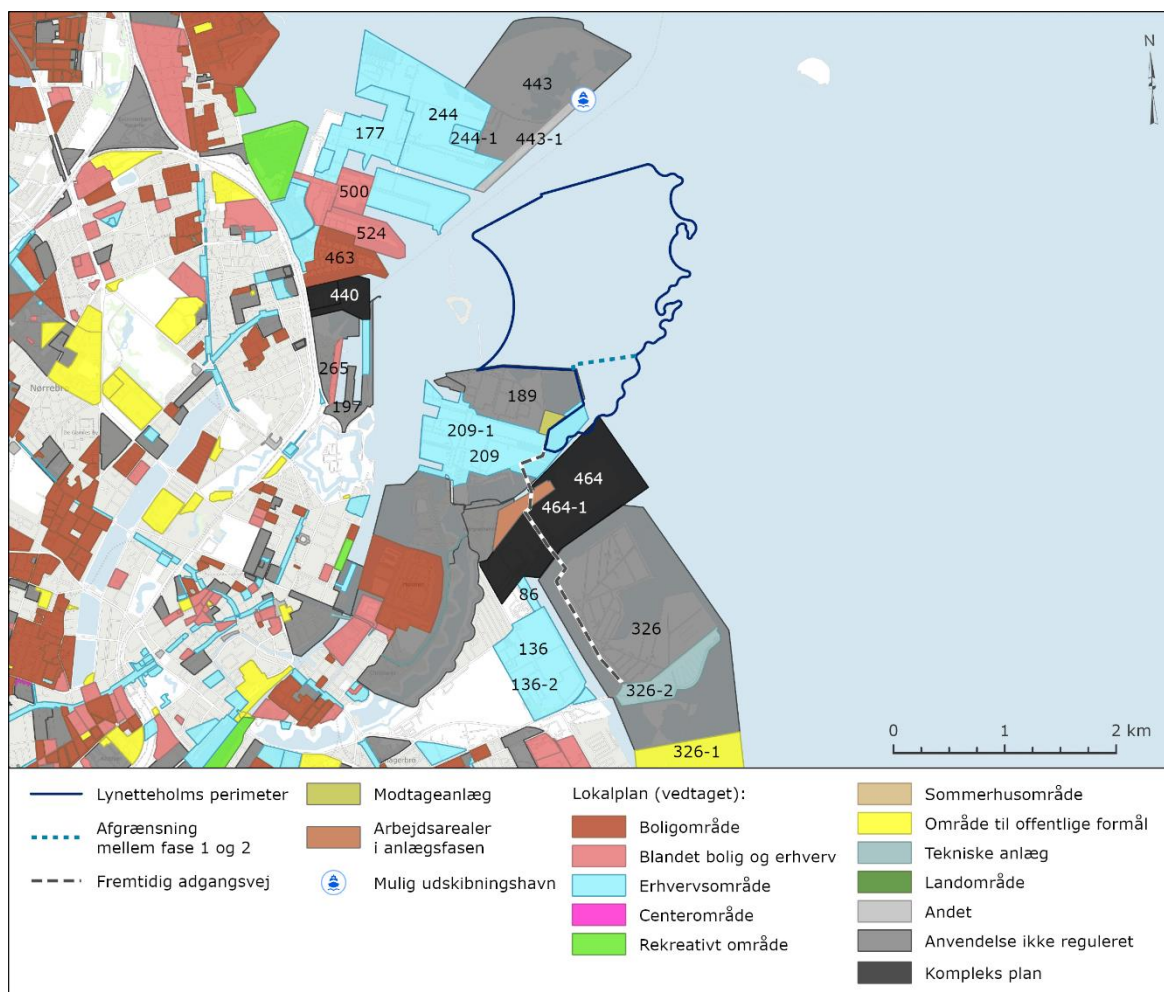 N
443
244
177
244-1
443-1
500
524
463
440
265
197
189
209-1
209
464
464-1
86
136
136-2
326
326-2
326-1
0 1 2 km
Lynetteholms perimeter
Afgrænsning
mellem fase 1 og 2
Fremtidig adgangsvej
Modtageanlæg
Arbejdsarealer
i anlægsfasen
Mulig udskibningshavn
Lokalplan (vedtaget):
Boligområde
Blandet bolig og erhverv
Erhvervsområde
Centerområde
Rekreativt område
Sommerhusområde
Område til offentlige formål
Tekniske anlæg
Landområde
Andet
Anvendelse ikke reguleret
Kompleks plan